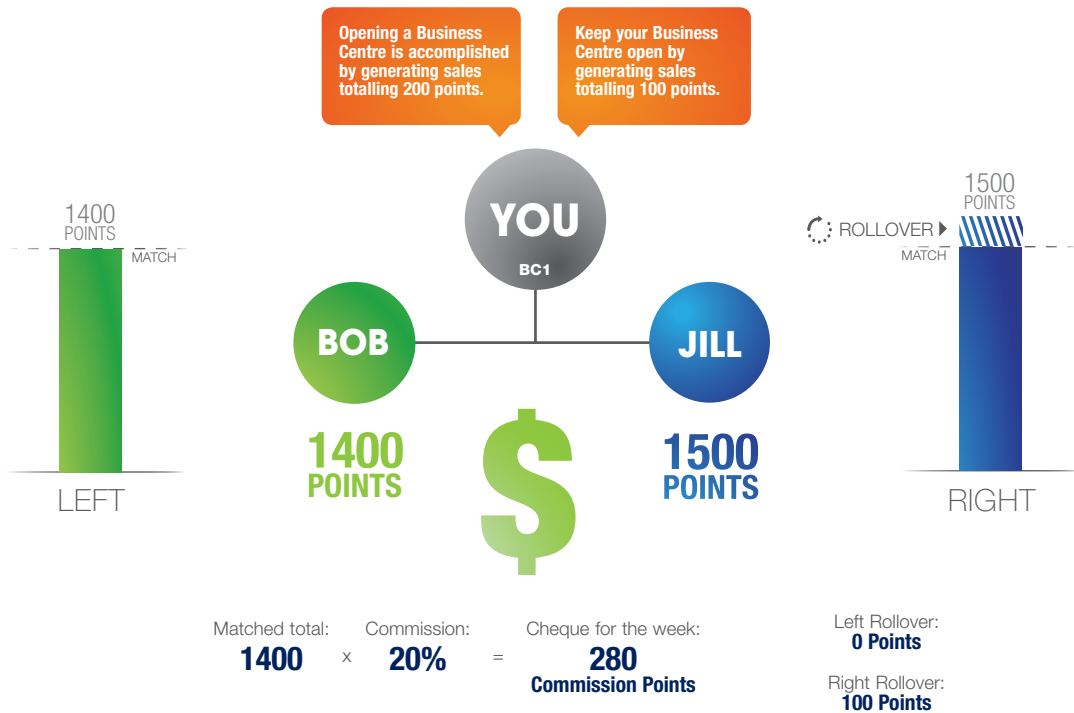 Opening a Business
Centre is accomplished
by generating sales
totalling 200 points.
Keep your Business
Centre open by
generating sales
totalling 100 points.
YOU
BC1
1400
POINTS
MATCH
LEFT
BOB
1400
POINTS
$
JILL
1500
POINTS
1500
POINTS
ROLLOVER
MATCH
RIGHT
Matched total:
1400
x
Commission:
20%
=
Cheque for the week:
280
Commission Points
Left Rollover:
0 Points
Right Rollover:
100 Points